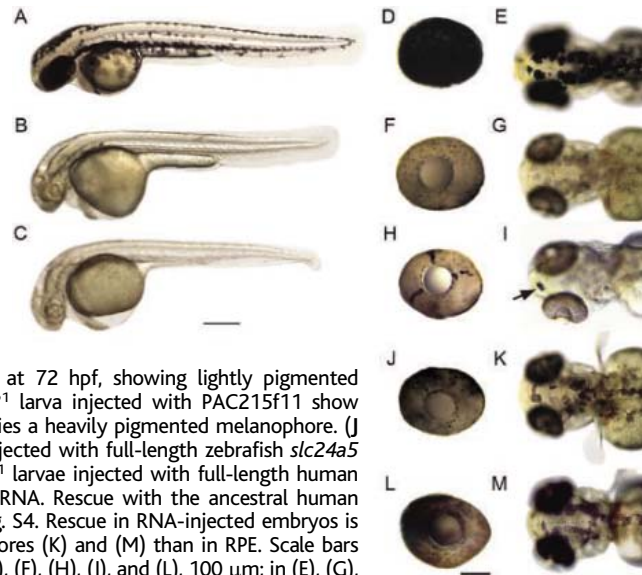 A
B
C
D
E
F
G
H
I
J
K
L
M
at 72 hpf, showing lightly pigmented
1 larva injected with PAC215f11 show
ies a heavily pigmented melanophore. (J
jected with full-length zebrafish slc24a5
1 larvae injected with full-length human
RNA. Rescue with the ancestral human
g. S4. Rescue in RNA-injected embryos is
ores (K) and (M) than in RPE. Scale bars
), (F), (H), (J), and (L), 100 μm; in (E), (G),